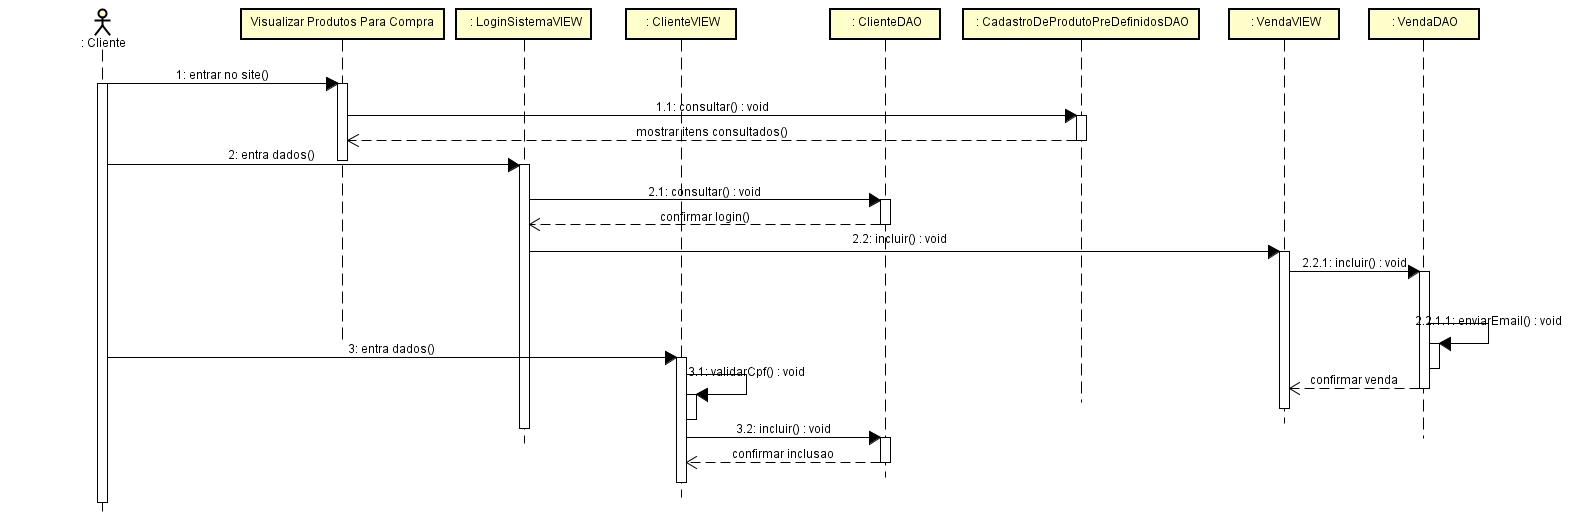 : Cliente
Visualizar Produtos Para Compra
: LoginSistemaVIEW
: ClienteVIEW
: ClienteDAO
: CadastroDeProdutoPreDefinidosDAO
: VendaVIEW
: VendaDAO
1: entrar no site()
1.1: consultar() : void
mostrar itens consultados()
2: entra dados()
2.1: consultar() : void
confirmar login()
2.2: incluir() : void
2.2.1: incluir() : void
2.2.1.1: enviarEmail() : void
3: entra dados()
3.1: validarCpf() : void
confirmar venda
3.2: incluir() : void
confirmar inclusao